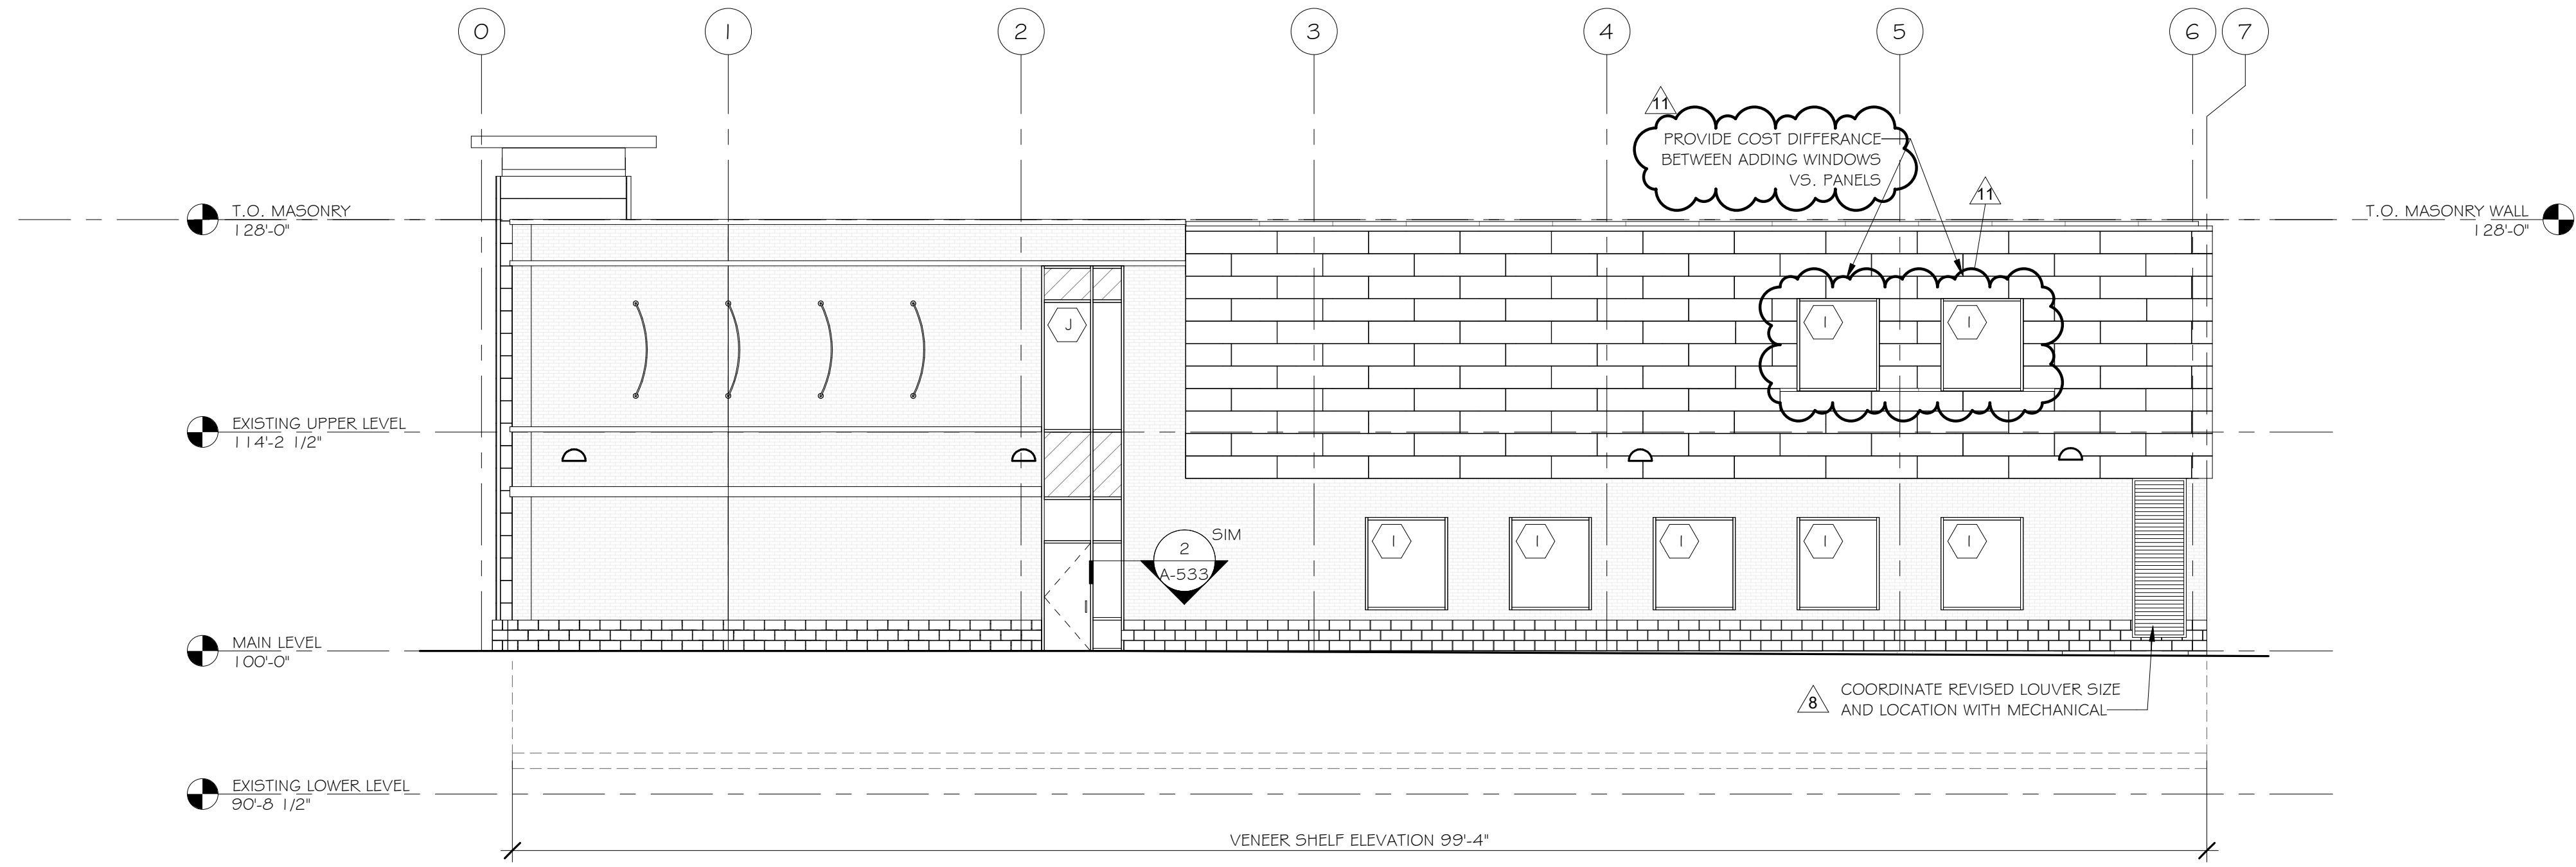 0 1 2 3 4 5 6 7
11
PROVIDE COST DIFFERANCE
BETWEEN ADDING WINDOWS
VS. PANELS
11
T.O. MASONRY
128'-0"
T.O. MASONRY WALL
128'-0"
J
I I
EXISTING UPPER LEVEL
114'-2 1/2"
SIM
2
A-533
I I I I I
MAIN LEVEL
100'-0"
8
COORDINATE REVISED LOUVER SIZE
AND LOCATION WITH MECHANICAL
EXISTING LOWER LEVEL
90'-8 1/2"
VENEER SHELF ELEVATION 99'-4"